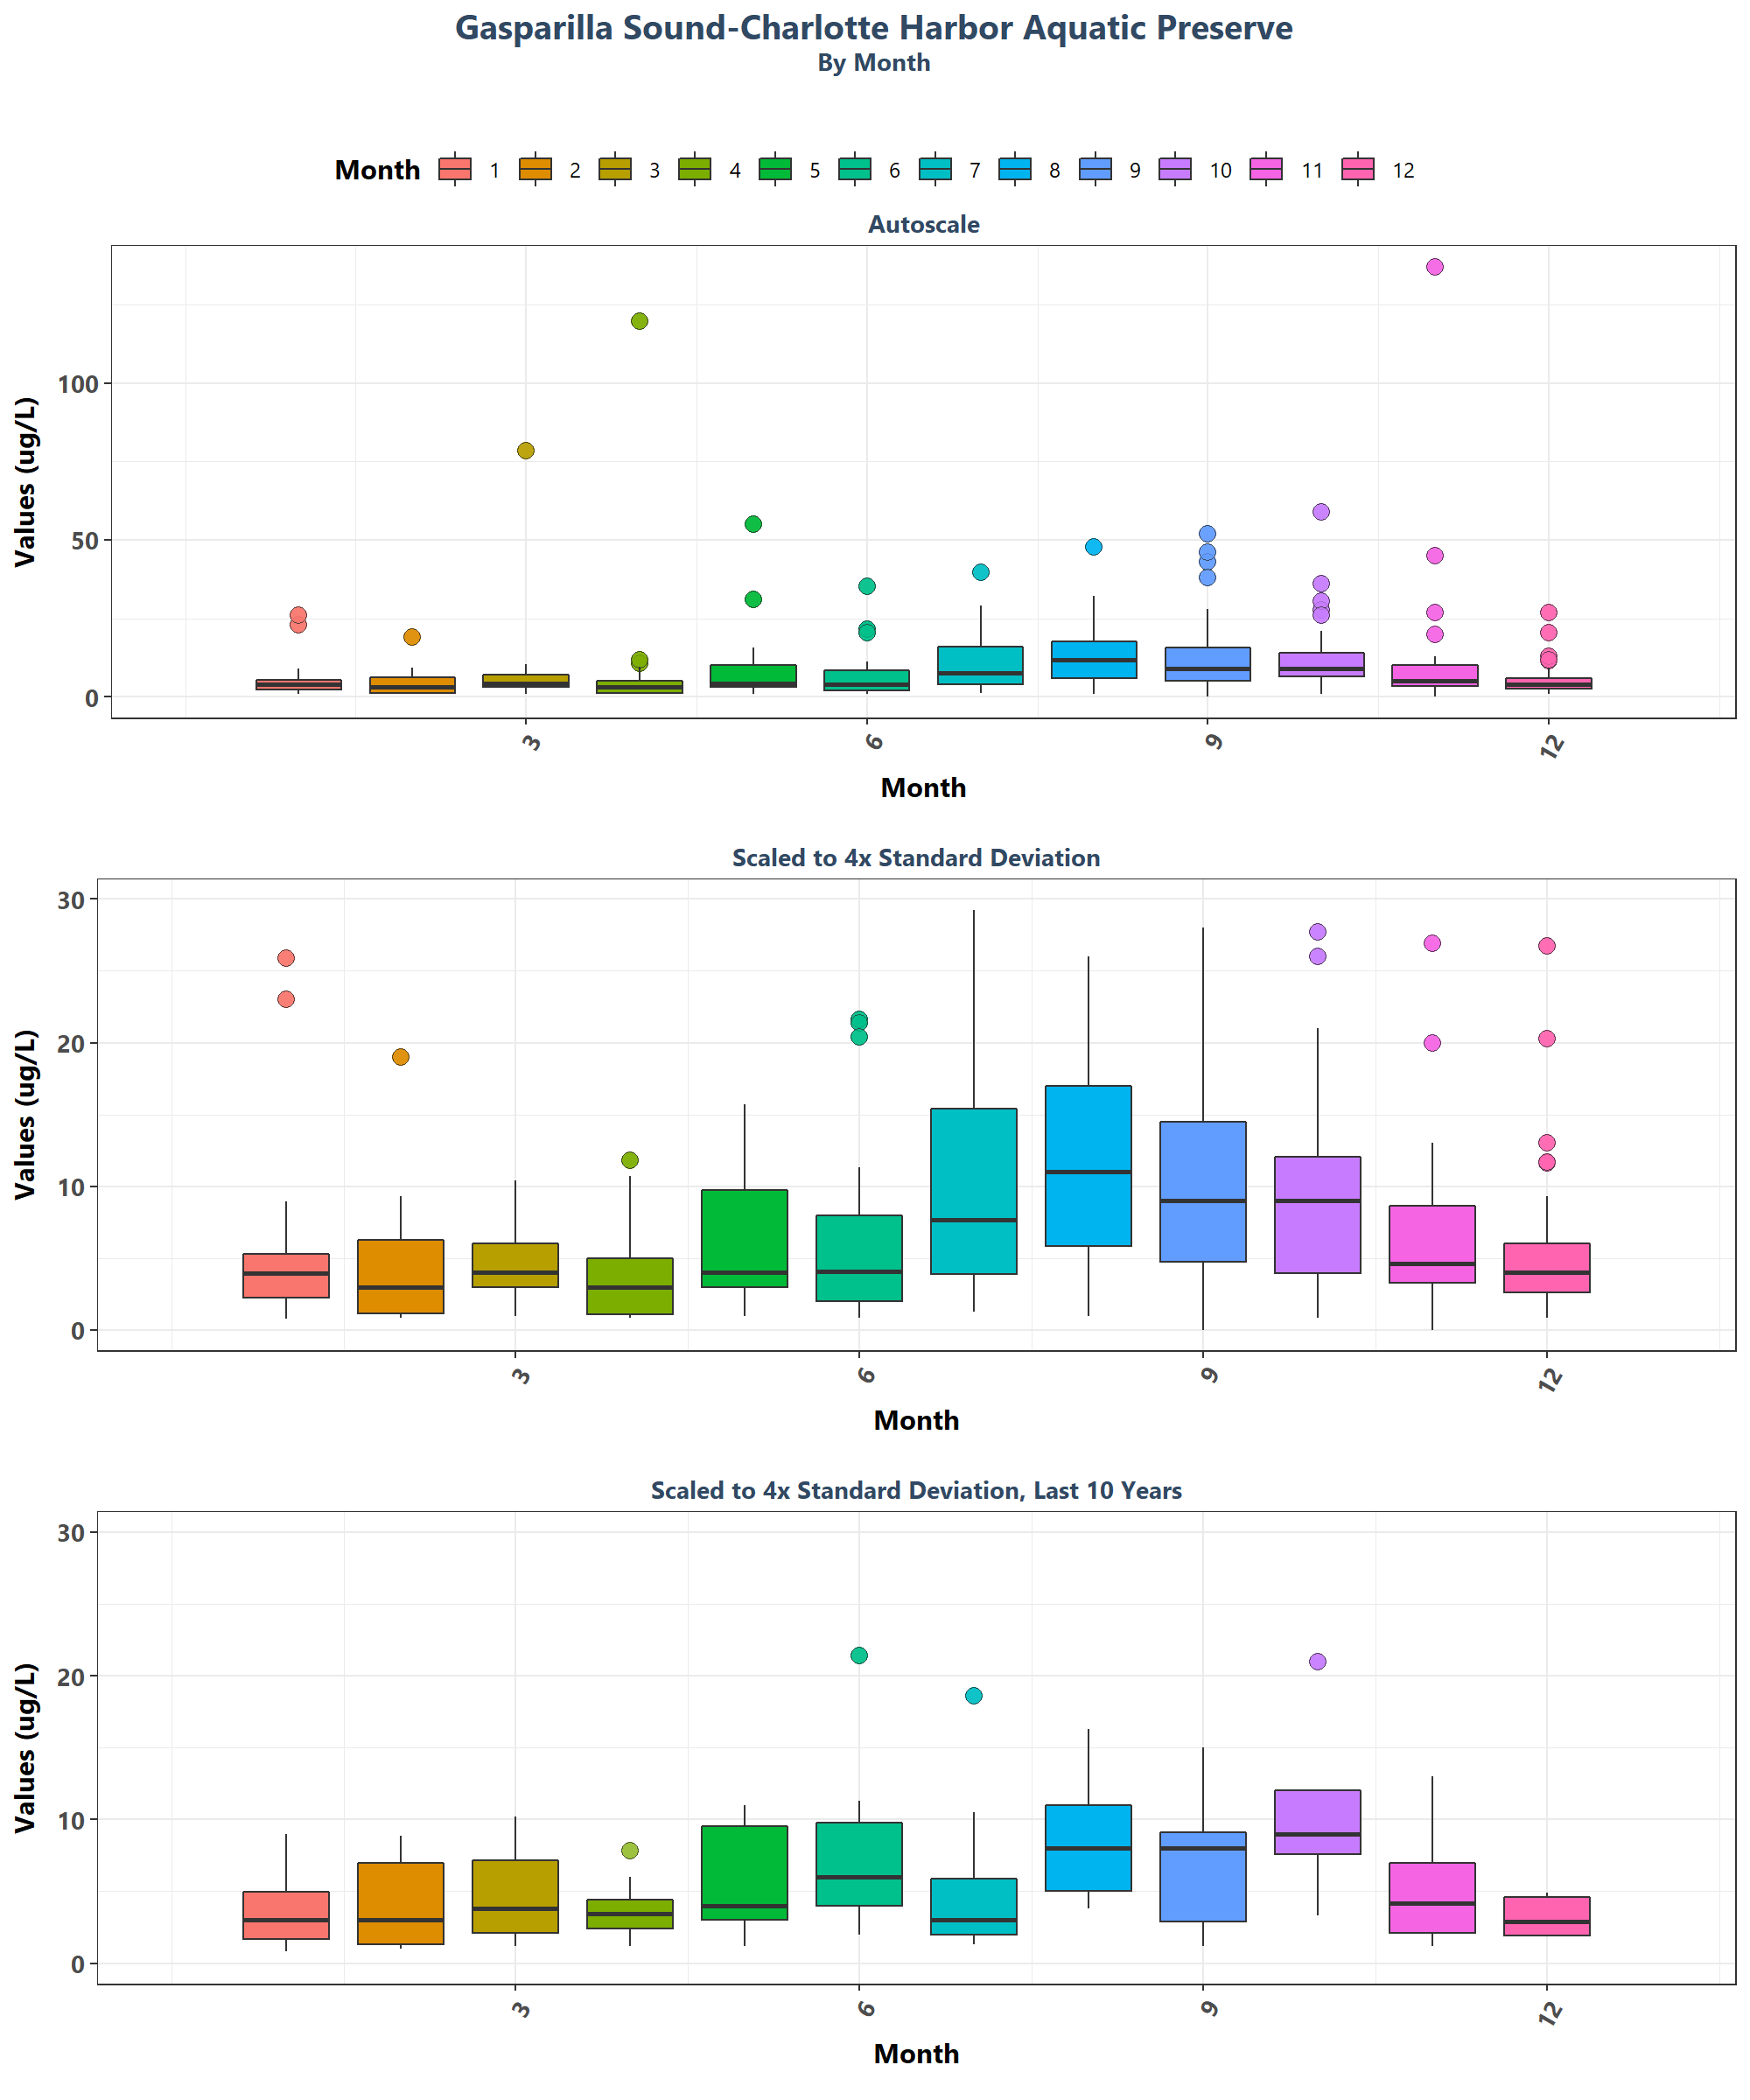 Gasparilla Sound-Charlotte Harbor Aquatic Preserve
By Month
Month 1 2 3 4 5 6 7 8 9 10 11 12
Autoscale
Values (ug/L)
100
50
0
3 6 9 12
Month
Scaled to 4x Standard Deviation
Values (ug/L)
30
20
10
0
3 6 9 12
Month
Scaled to 4x Standard Deviation, Last 10 Years
Values (ug/L)
30
20
10
0
3 6 9 12
Month